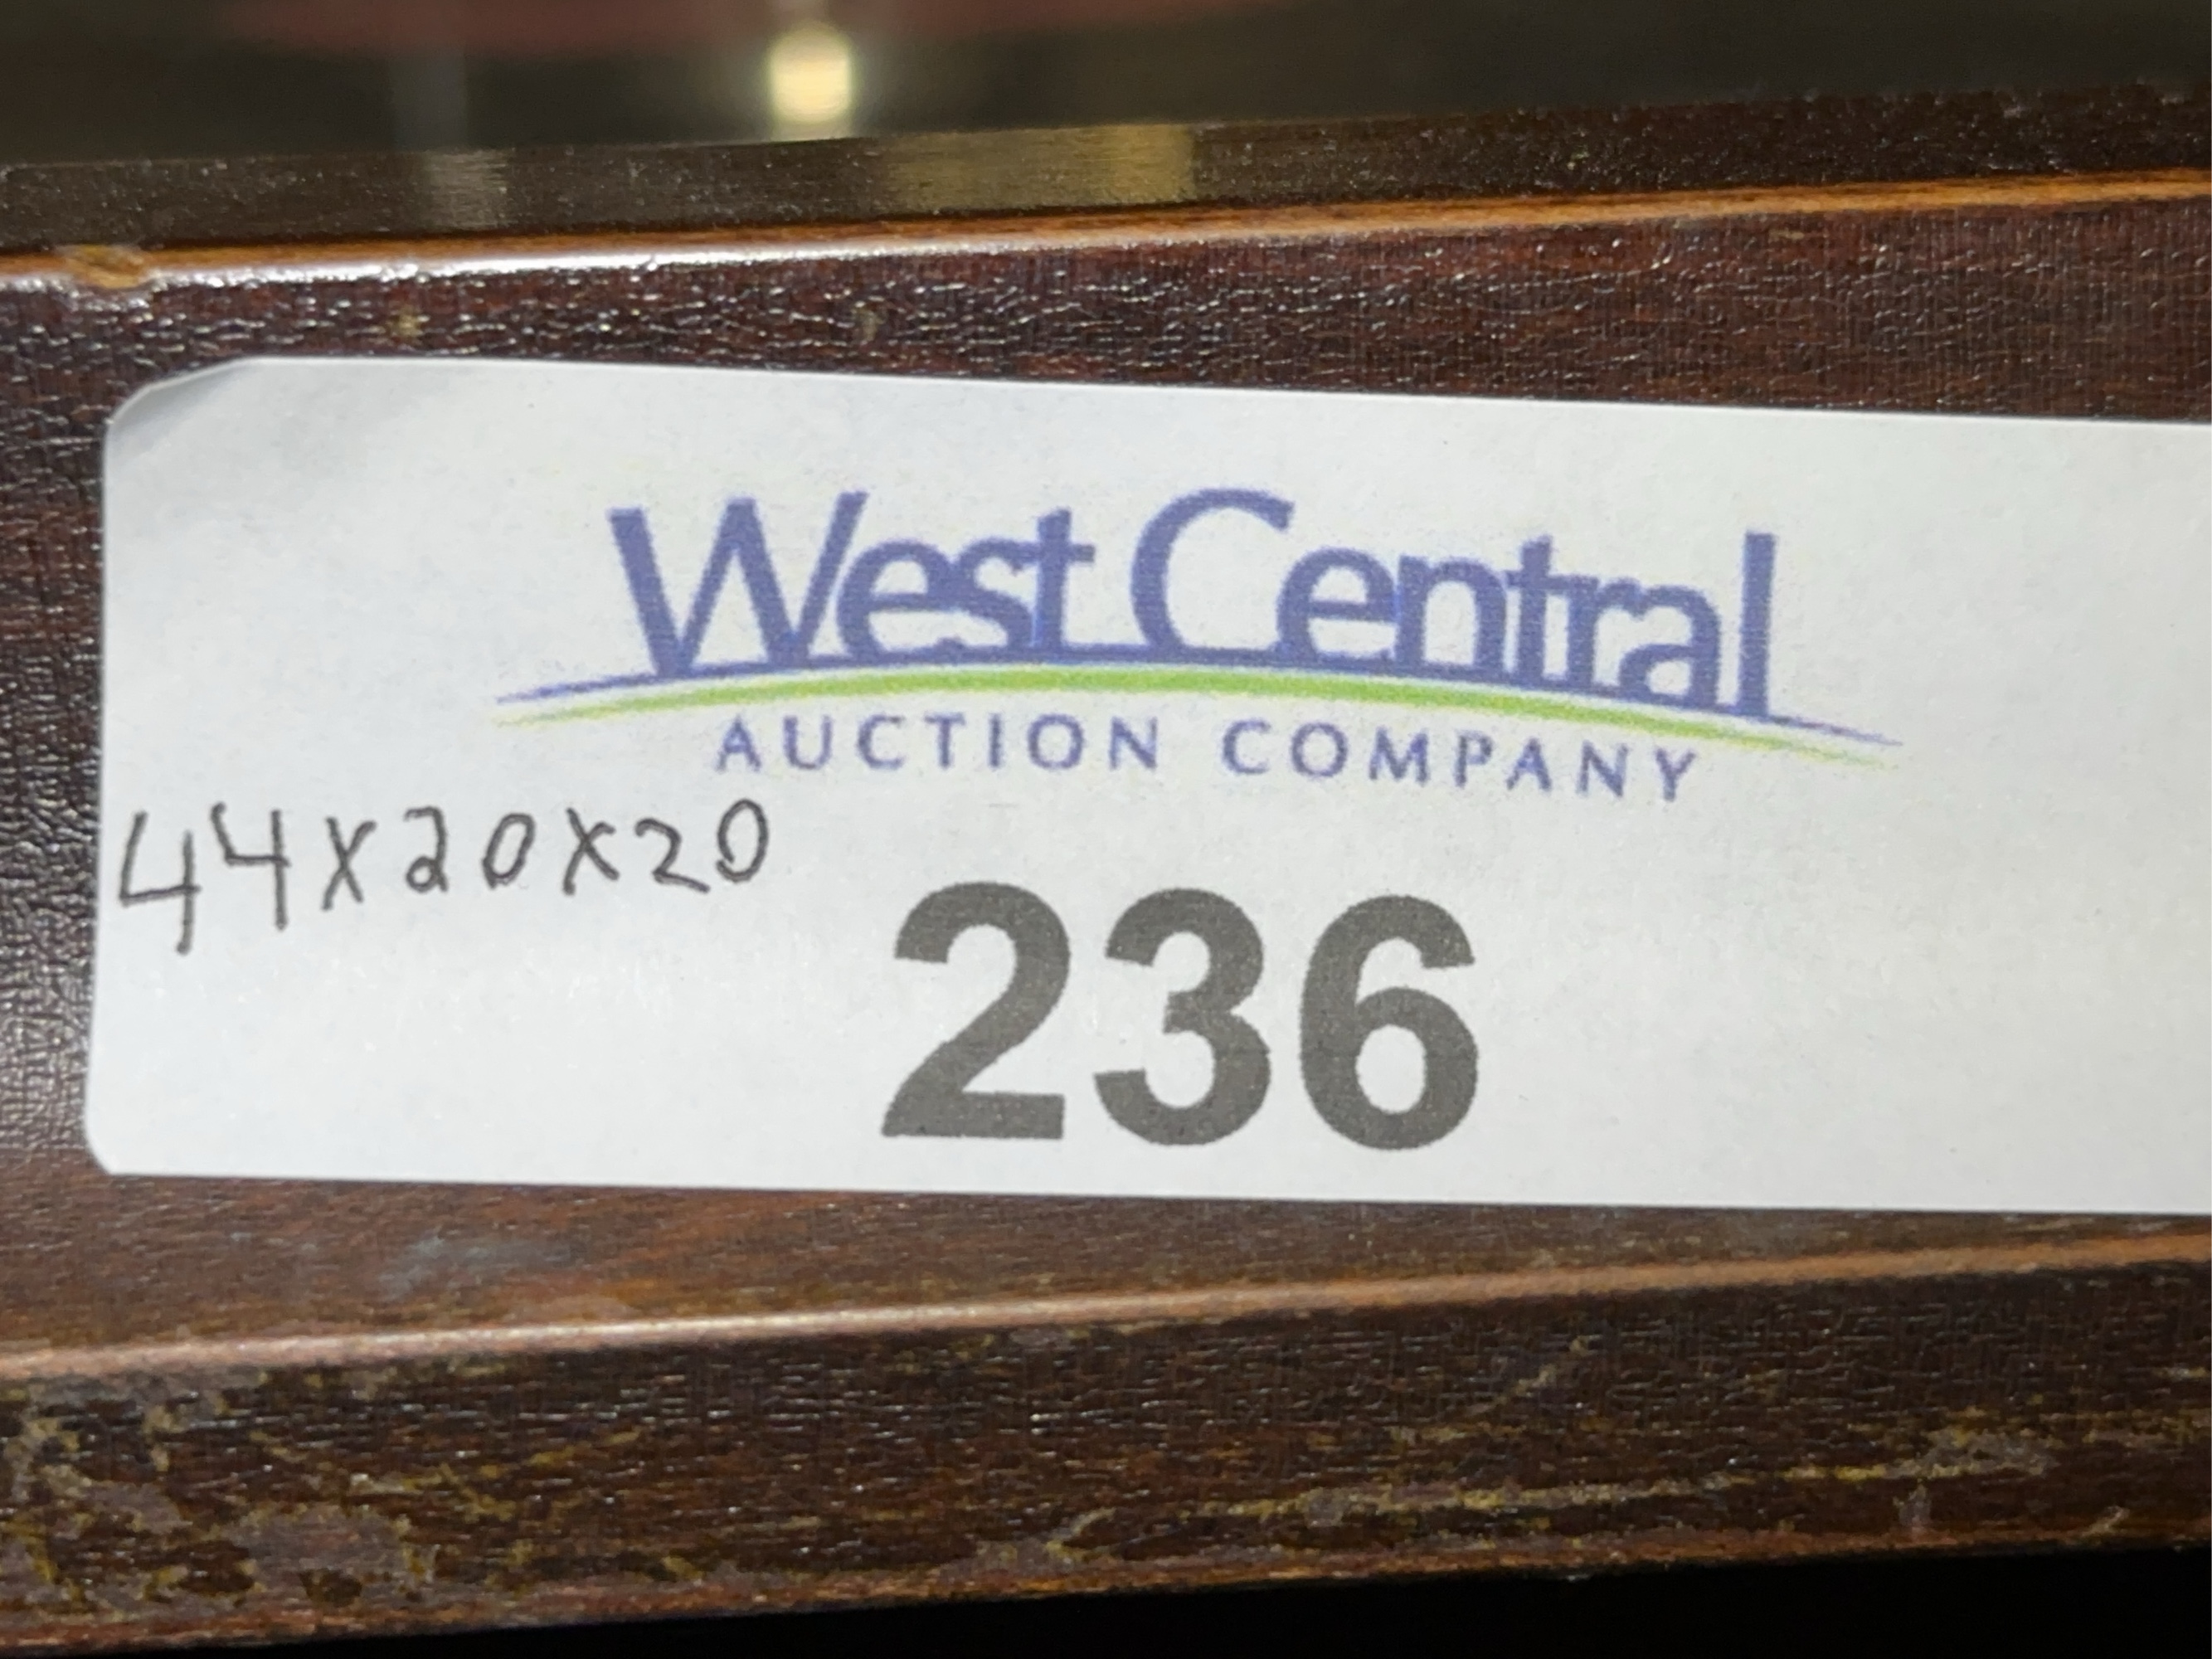 West Central
AUCTION COMPANY
44x20x20
236